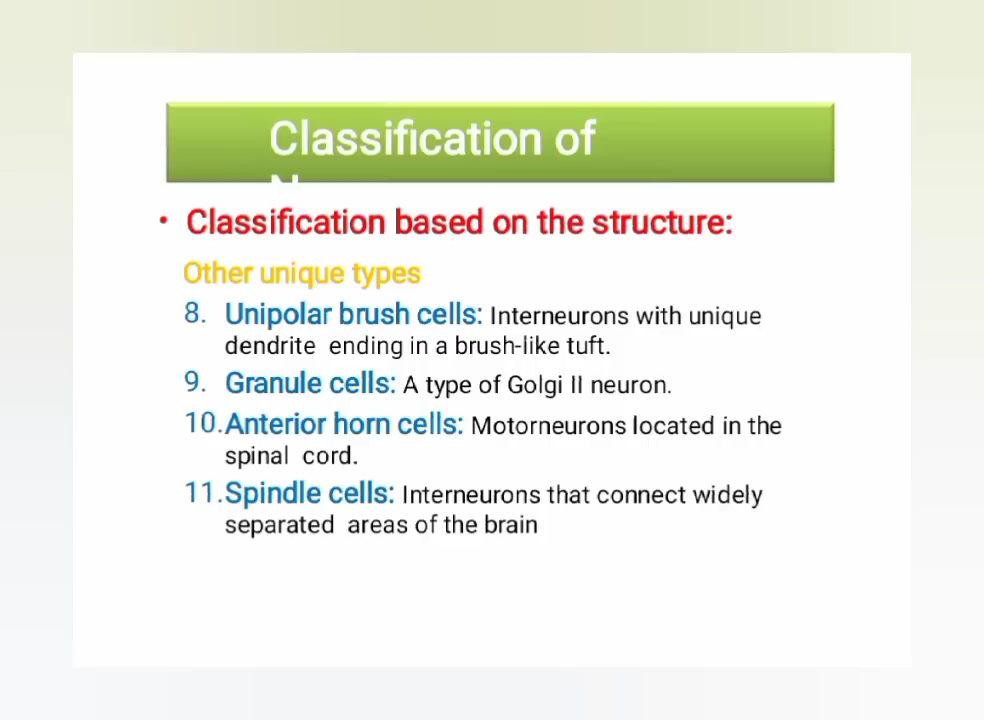 Classification of
• Classification based on the structure:
Other unique types
8. Unipolar brush cells: Interneurons with unique
dendrite ending in a brush-like tuft.
9. Granule cells: A type of Golgi II neuron.
10. Anterior horn cells: Motorneurons located in the
spinal cord.
11. Spindle cells: Interneurons that connect widely
separated areas of the brain